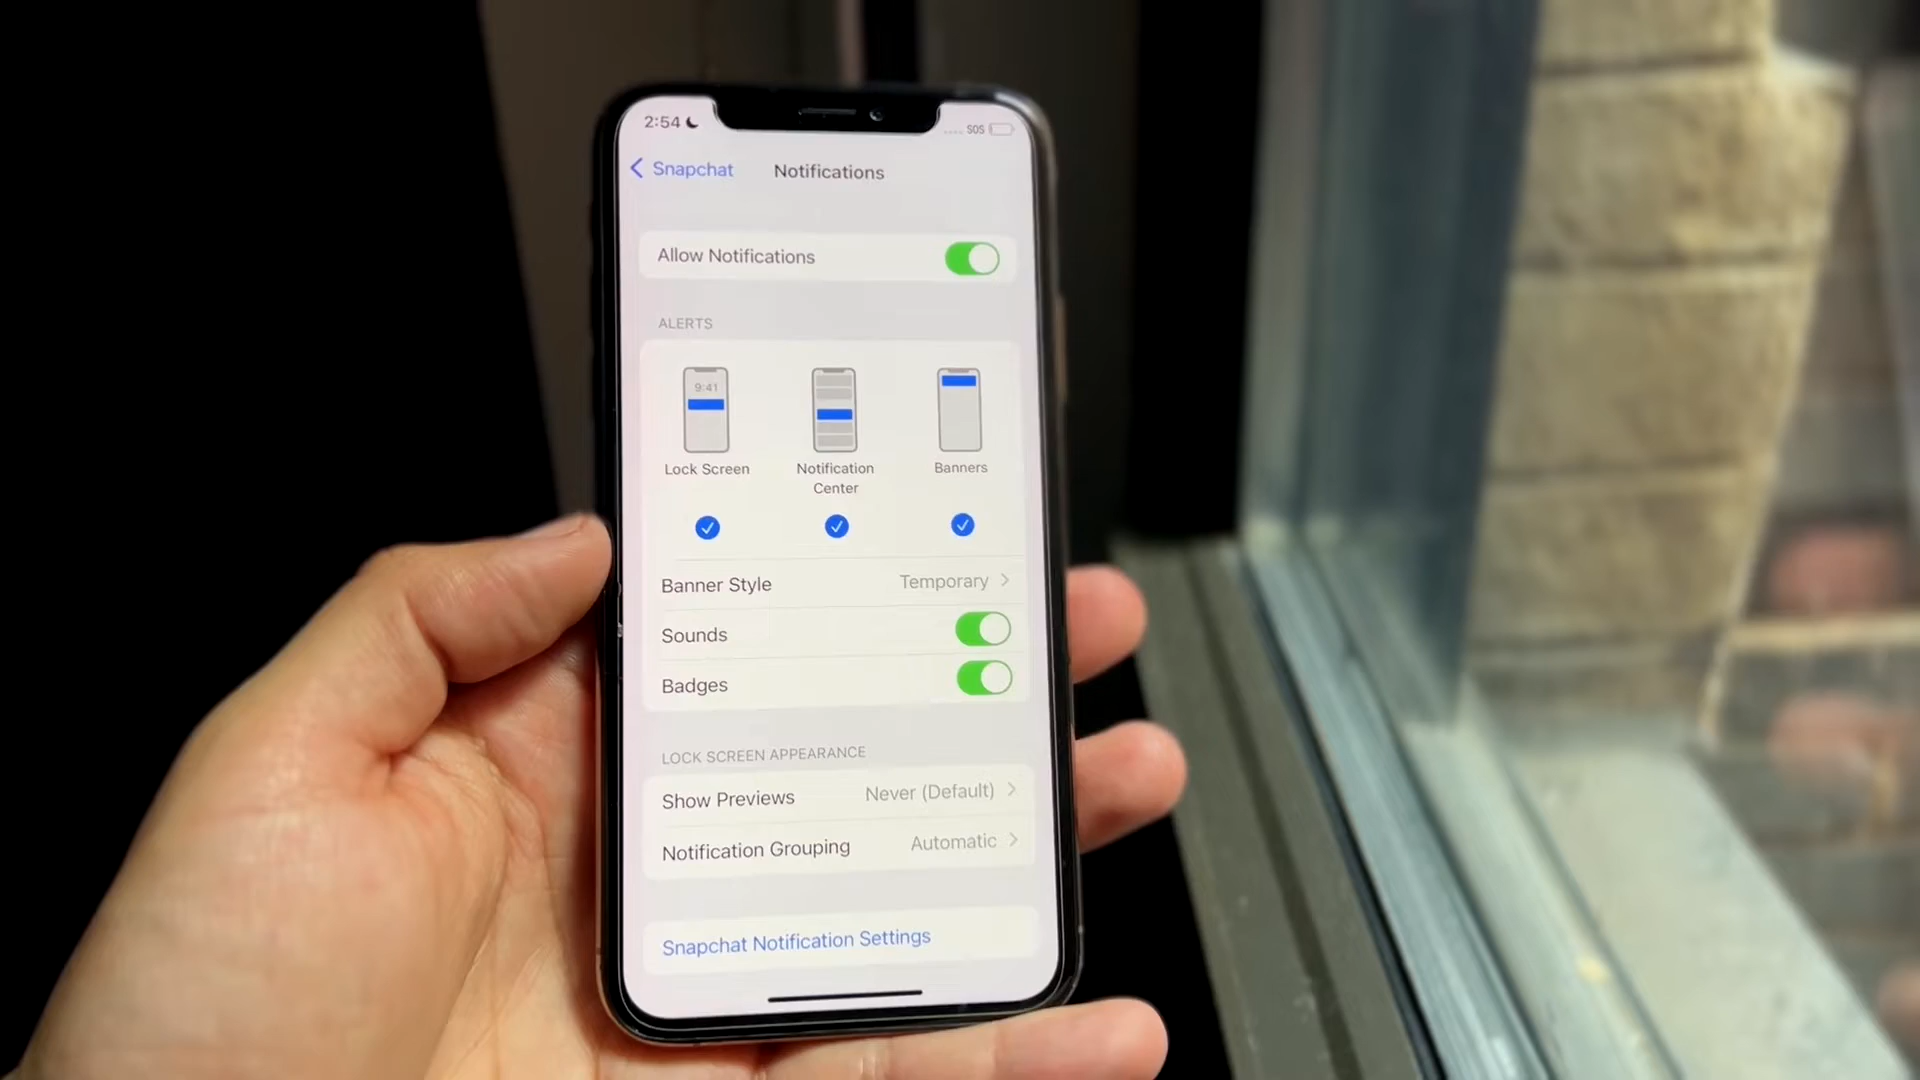 2:54
SOS
Snapchat
Notifications
Allow Notifications
ALERTS
9:41
Lock Screen
Notification
Center
Banners
Banner Style
Temporary
Sounds
Badges
LOCK SCREEN APPEARANCE
Show Previews
Never (Default)
Notification Grouping
Automatic
Snapchat Notification Settings